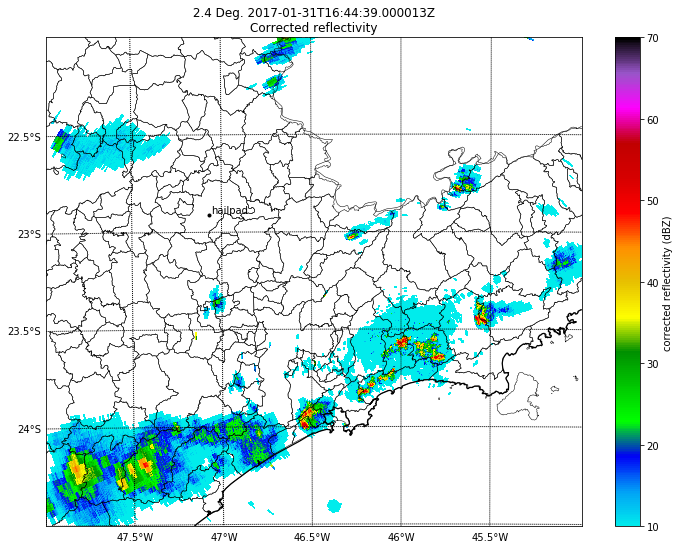 2.4 Deg. 2017-01-31T16:44:39.000013Z
Corrected reflectivity
70
60
50
40
30
20
10
corrected reflectivity (dBZ)
22.5°S
23°S
23.5°S
24°S
hailpad
47.5°W
47°W
46.5°W
46°W
45.5°W